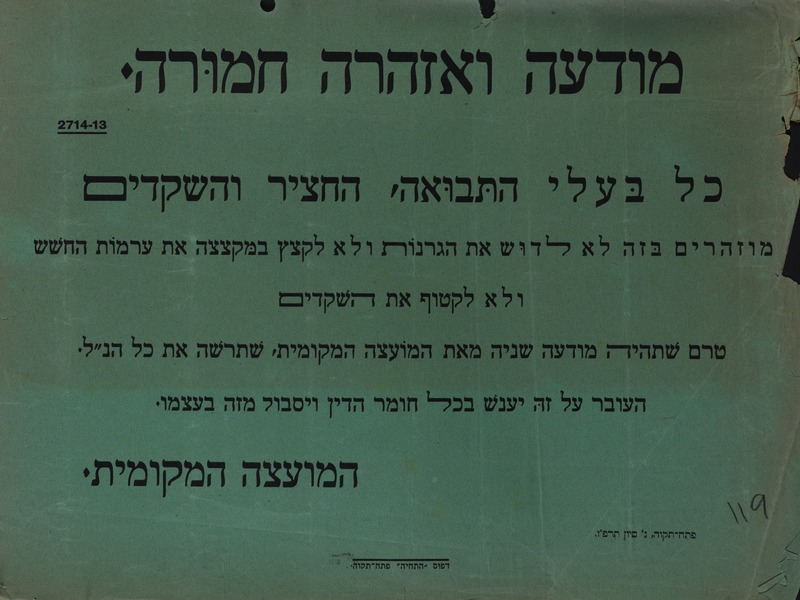 מודעה ואזהרה חמורה.
2714-13
כל בעלי התבואה, החציר והשקדים
מוזהרים בזה לא לדוש את הגרנות ולא לקצץ במקצצה את ערמות החשש
ולא לקטוף את השקדים
טרם שתהיה מודעה שניה מאת המועצה המקומית, שתרשה את כל הנ״ל.
העובר על זה יענש בכל חומר הדין ויסבול מזה בעצמו.
המועצה המקומית.
119
פתח־תקוה, ג' סיון תרפ"ו.
דפוס "התחיה" פתח־תקוה.